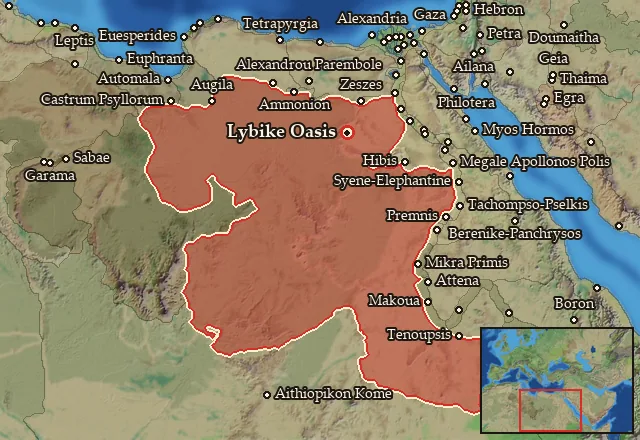 Tetrapyrgia
Alexandria
Gaza
Hebron
Leptis
Euesperides
Petra
Doumaitha
Euphranta
Alexandrou Parembole
Ailana
Geia
Automala
Augila
Zeszes
Thaima
Castrum Psyllorum
Ammonion
Philotera
Egra
Lybike Oasis
Myos Hormos
Sabae
Garama
Hibis
Megale Apollonos Polis
Syene-Elephantine
Premnis
Tachompso-Pselkis
Berenike-Panchrysos
Mikra Primis
Attena
Makoua
Boron
Tenoupsis
Aithiopikon Kome